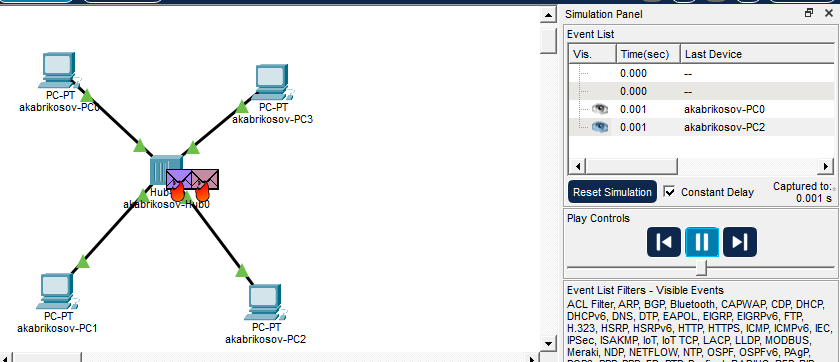 Simulation Panel
Event List
Vis. Time(sec) Last Device
0.000 --
0.000 --
0.001 akabrikosov-PC0
0.001 akabrikosov-PC2
Reset Simulation Constant Delay Captured to:
0.001 s
Play Controls
Event List Filters - Visible Events
ACL Filter, ARP, BGP, Bluetooth, CAPWAP, CDP, DHCP,
DHCPv6, DNS, DTP, EAPOL, EIGRP, EIGRPv6, FTP,
H.323, HSRP, HSRPv6, HTTP, HTTPS, ICMP, ICMPv6, IEC,
IPSec, ISAKMP, IoT, IoT TCP, LACP, LLDP, MODBUS,
Meraki, NDP, NETFLOW, NTP, OSPF, OSPFv6, PAgP,
PC-PT
akabrikosov-PC0
PC-PT
akabrikosov-PC3
akabrikosov-Hub0
PC-PT
akabrikosov-PC1
PC-PT
akabrikosov-PC2